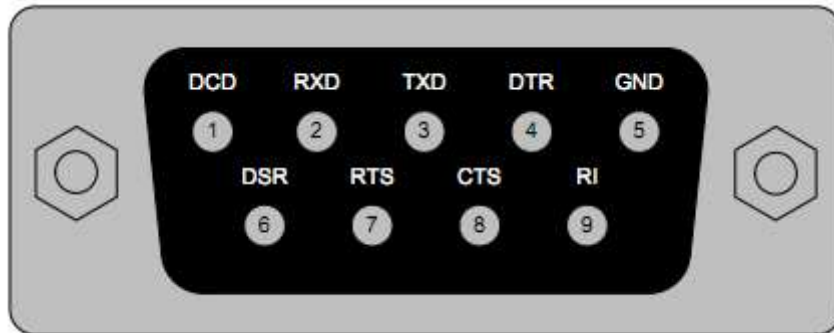 DCD RXD TXD DTR GND
1 2 3 4 5
DSR RTS CTS RI
6 7 8 9